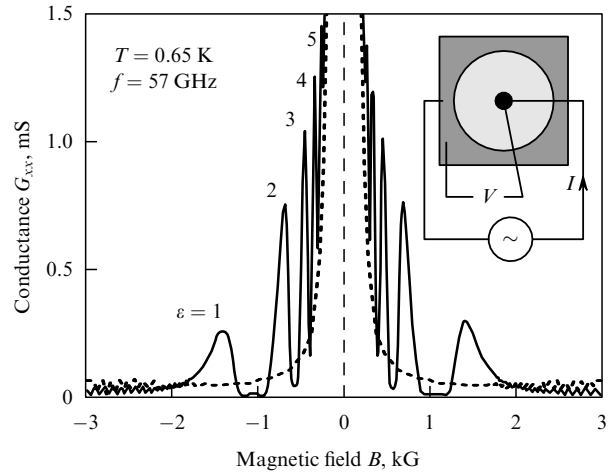 1.5
1.0
0.5
0
Conductance Gxx, mS
T = 0.65 K
f = 57 GHz
5
4
3
2
ε = 1
I
V
~
−3
−2
−1
0
1
2
3
Magnetic field B, kG